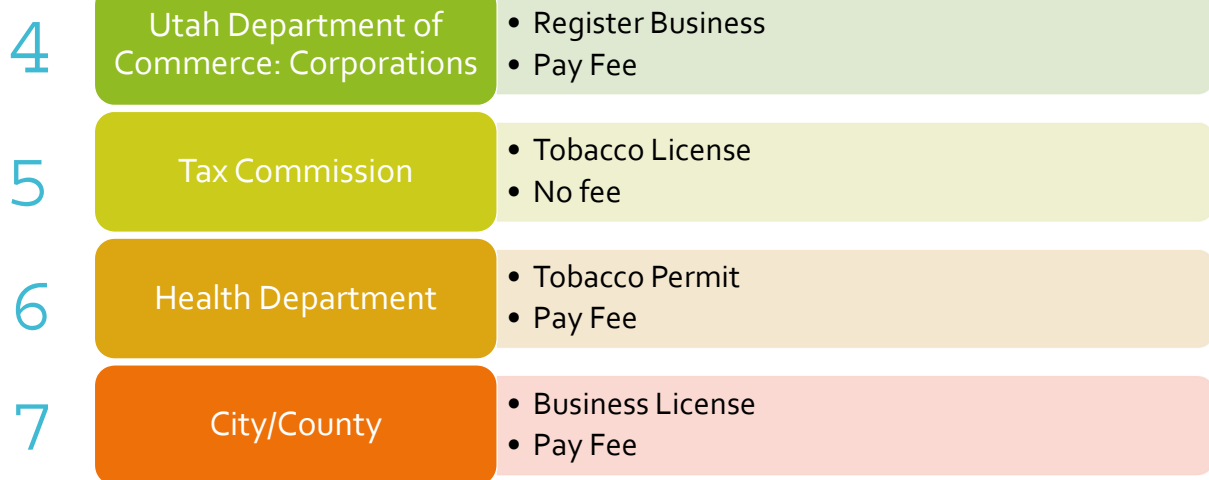 4
Utah Department of
Commerce: Corporations
• Register Business
• Pay Fee
5
Tax Commission
• Tobacco License
• No fee
6
Health Department
• Tobacco Permit
• Pay Fee
7
City/County
• Business License
• Pay Fee